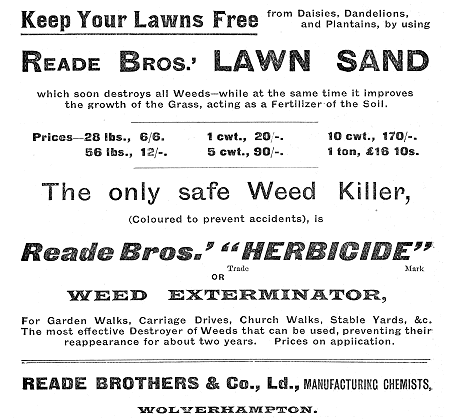 Keep Your Lawns Free from Daisies, Dandelions,
and Plantains, by using
READE BROS.' LAWN SAND
which soon destroys all Weeds—while at the same time it improves
the growth of the Grass, acting as a Fertilizer of the Soil.
Prices—28 lbs., 6/6. 1 cwt., 20/-. 10 cwt., 170/-.
56 lbs., 12/-. 5 cwt., 90/-. 1 ton, £16 10s.
The only safe Weed Killer,
(Coloured to prevent accidents), is
Reade Bros.' "HERBICIDE"
Trade Mark
OR
WEED EXTERMINATOR,
For Garden Walks, Carriage Drives, Church Walks, Stable Yards, &c.
The most effective Destroyer of Weeds that can be used, preventing their
reappearance for about two years. Prices on application.
READE BROTHERS & Co., Ld., MANUFACTURING CHEMISTS,
WOLVERHAMPTON.